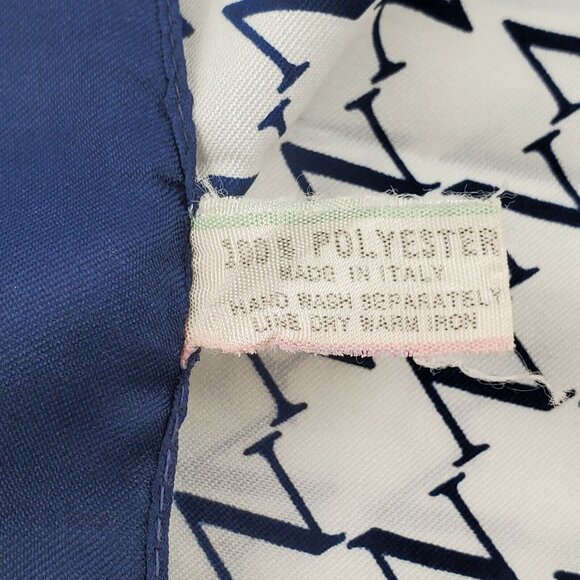 100% POLYESTER
MADE IN ITALY
HAND WASH SEPARATELY
LINE DRY WARM IRON